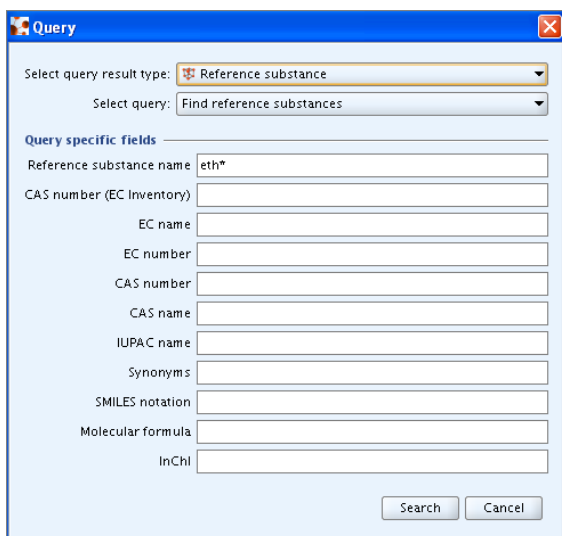 Query
Select query result type: Reference substance
Select query: Find reference substances
Query specific fields
Reference substance name eth*
CAS number (EC Inventory)
EC name
EC number
CAS number
CAS name
IUPAC name
Synonyms
SMILES notation
Molecular formula
InChI
Search Cancel